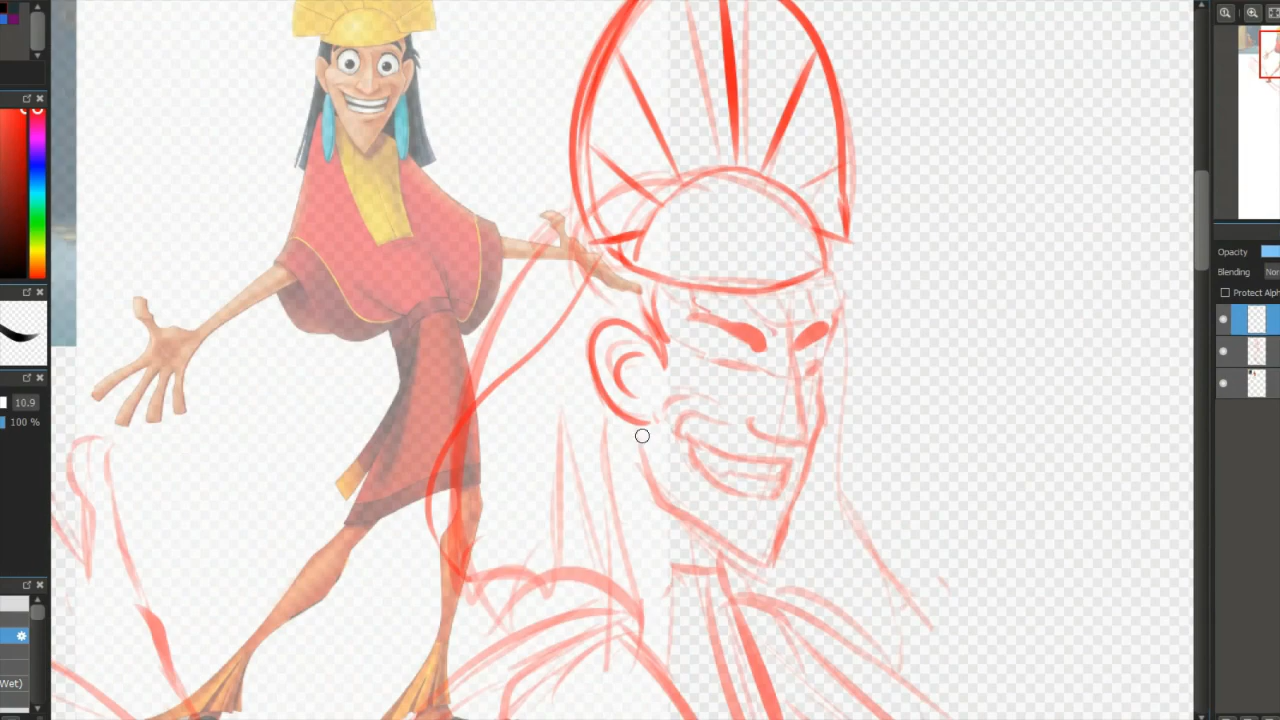 Opacity
Blending Nor
Protect Alph
10.9
100 %
Wet)